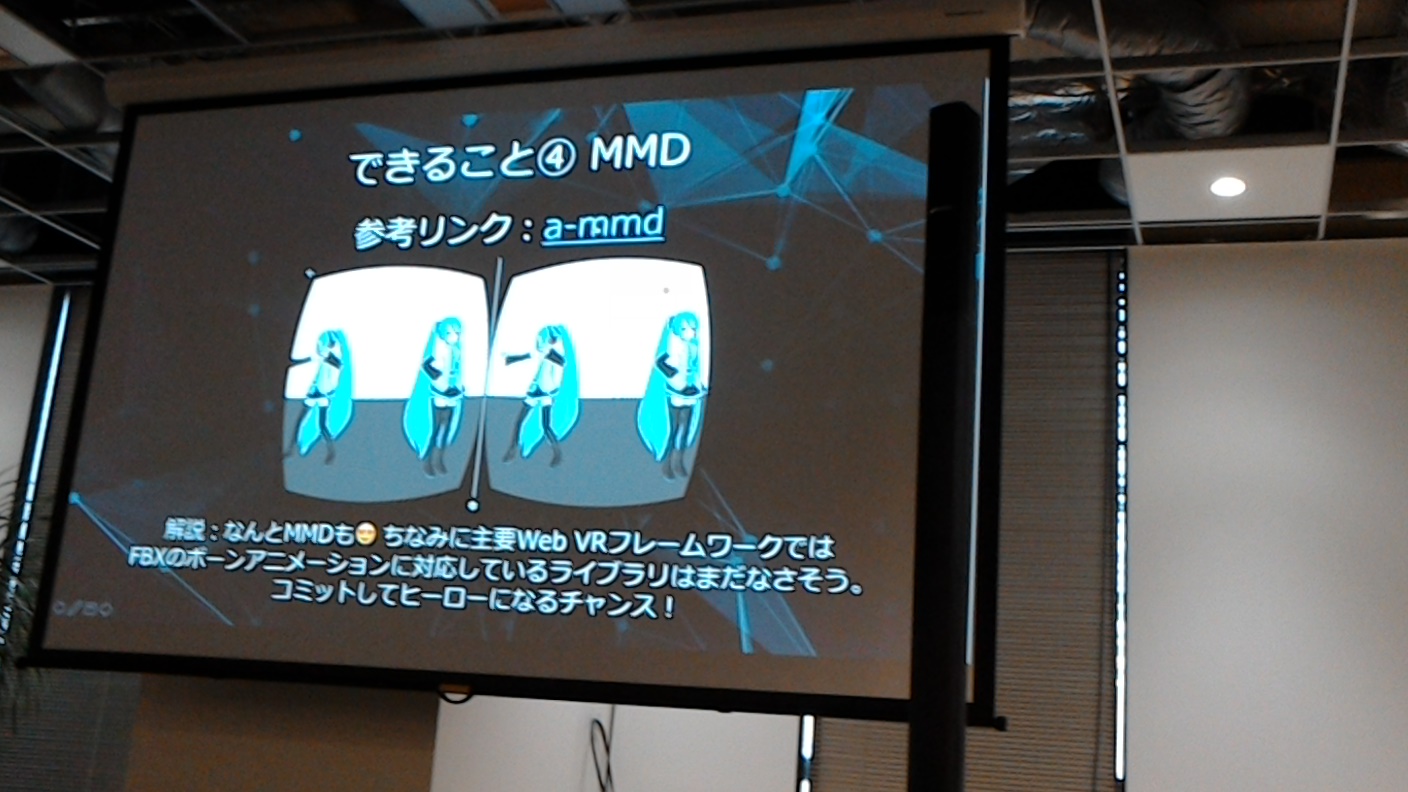 できること④ MMD
参考リンク：a-mmd
解説：なんとMMDも😇 ちなみに主要Web VRフレームワークでは
FBXのボーンアニメーションに対応しているライブラリはまだなさそう。
コミットしてヒーローになるチャンス！